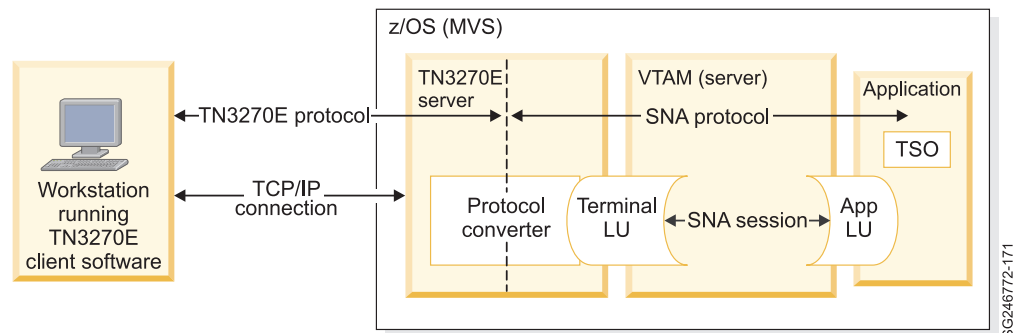 z/OS (MVS)
TN3270E
server
VTAM (server)
Application
TN3270E protocol
SNA protocol
TSO
TCP/IP
connection
Workstation
running
TN3270E
client software
Protocol
converter
Terminal
LU
SNA session
App
LU
SG246772-171